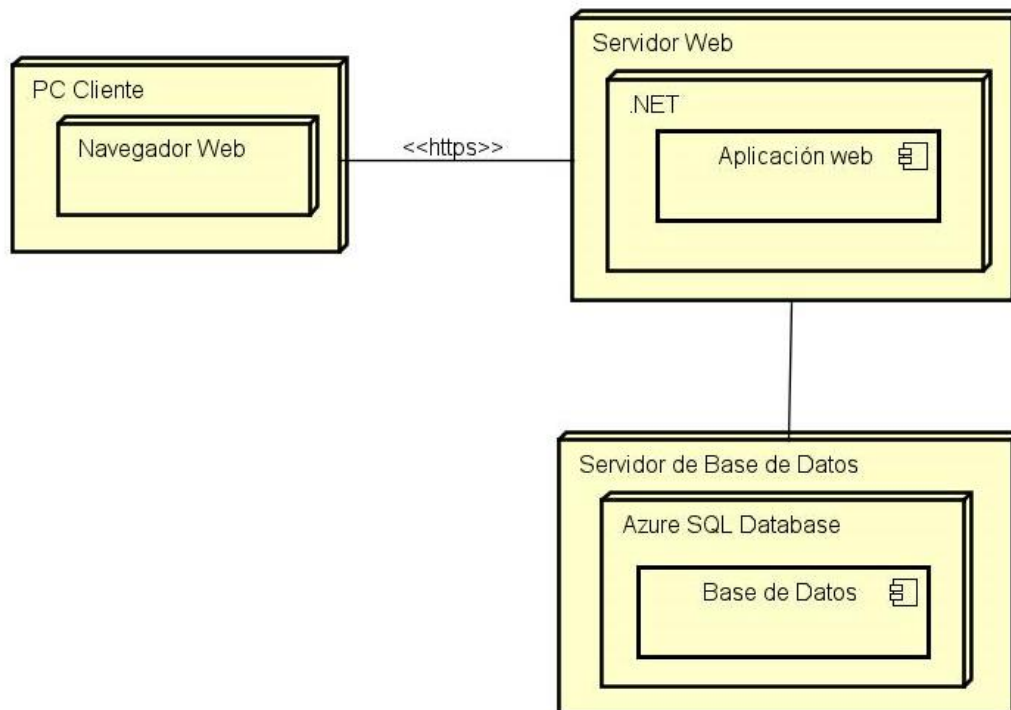 PC Cliente
Navegador Web
<<https>>
Servidor Web
.NET
Aplicación web
Servidor de Base de Datos
Azure SQL Database
Base de Datos